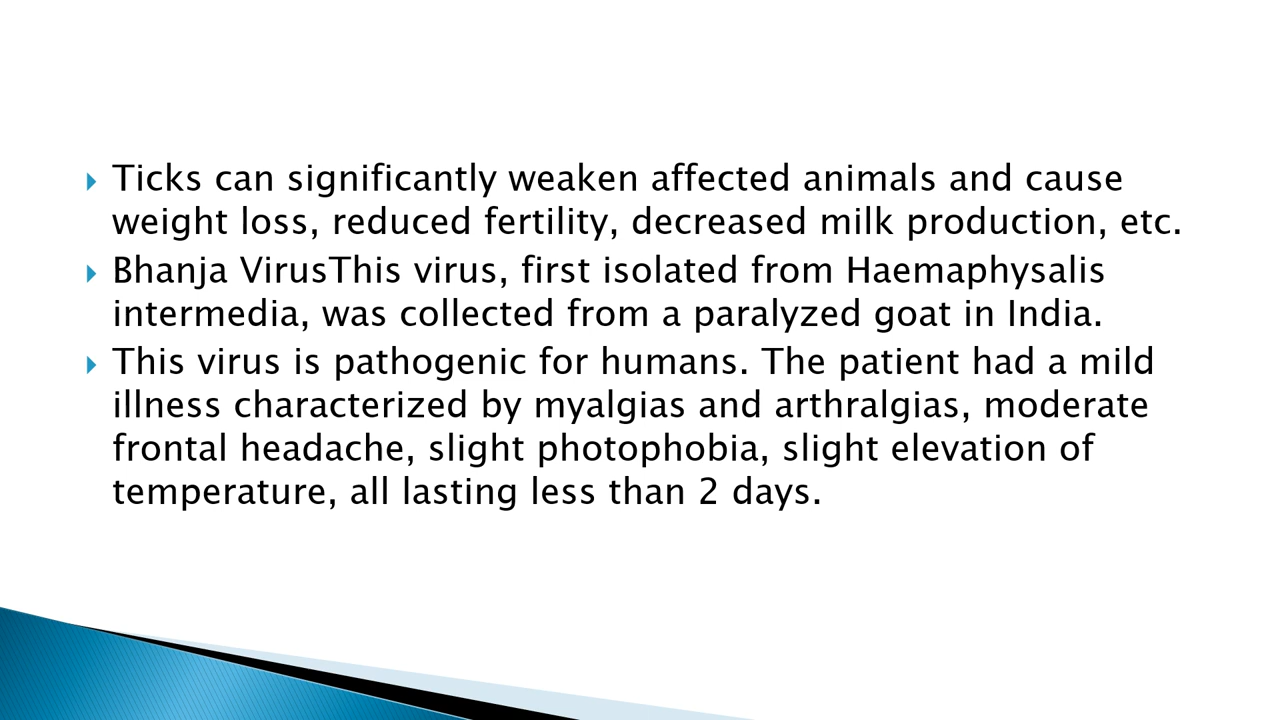 Ticks can significantly weaken affected animals and cause
weight loss, reduced fertility, decreased milk production, etc.
Bhanja VirusThis virus, first isolated from Haemaphysalis
intermedia, was collected from a paralyzed goat in India.
This virus is pathogenic for humans. The patient had a mild
illness characterized by myalgias and arthralgias, moderate
frontal headache, slight photophobia, slight elevation of
temperature, all lasting less than 2 days.